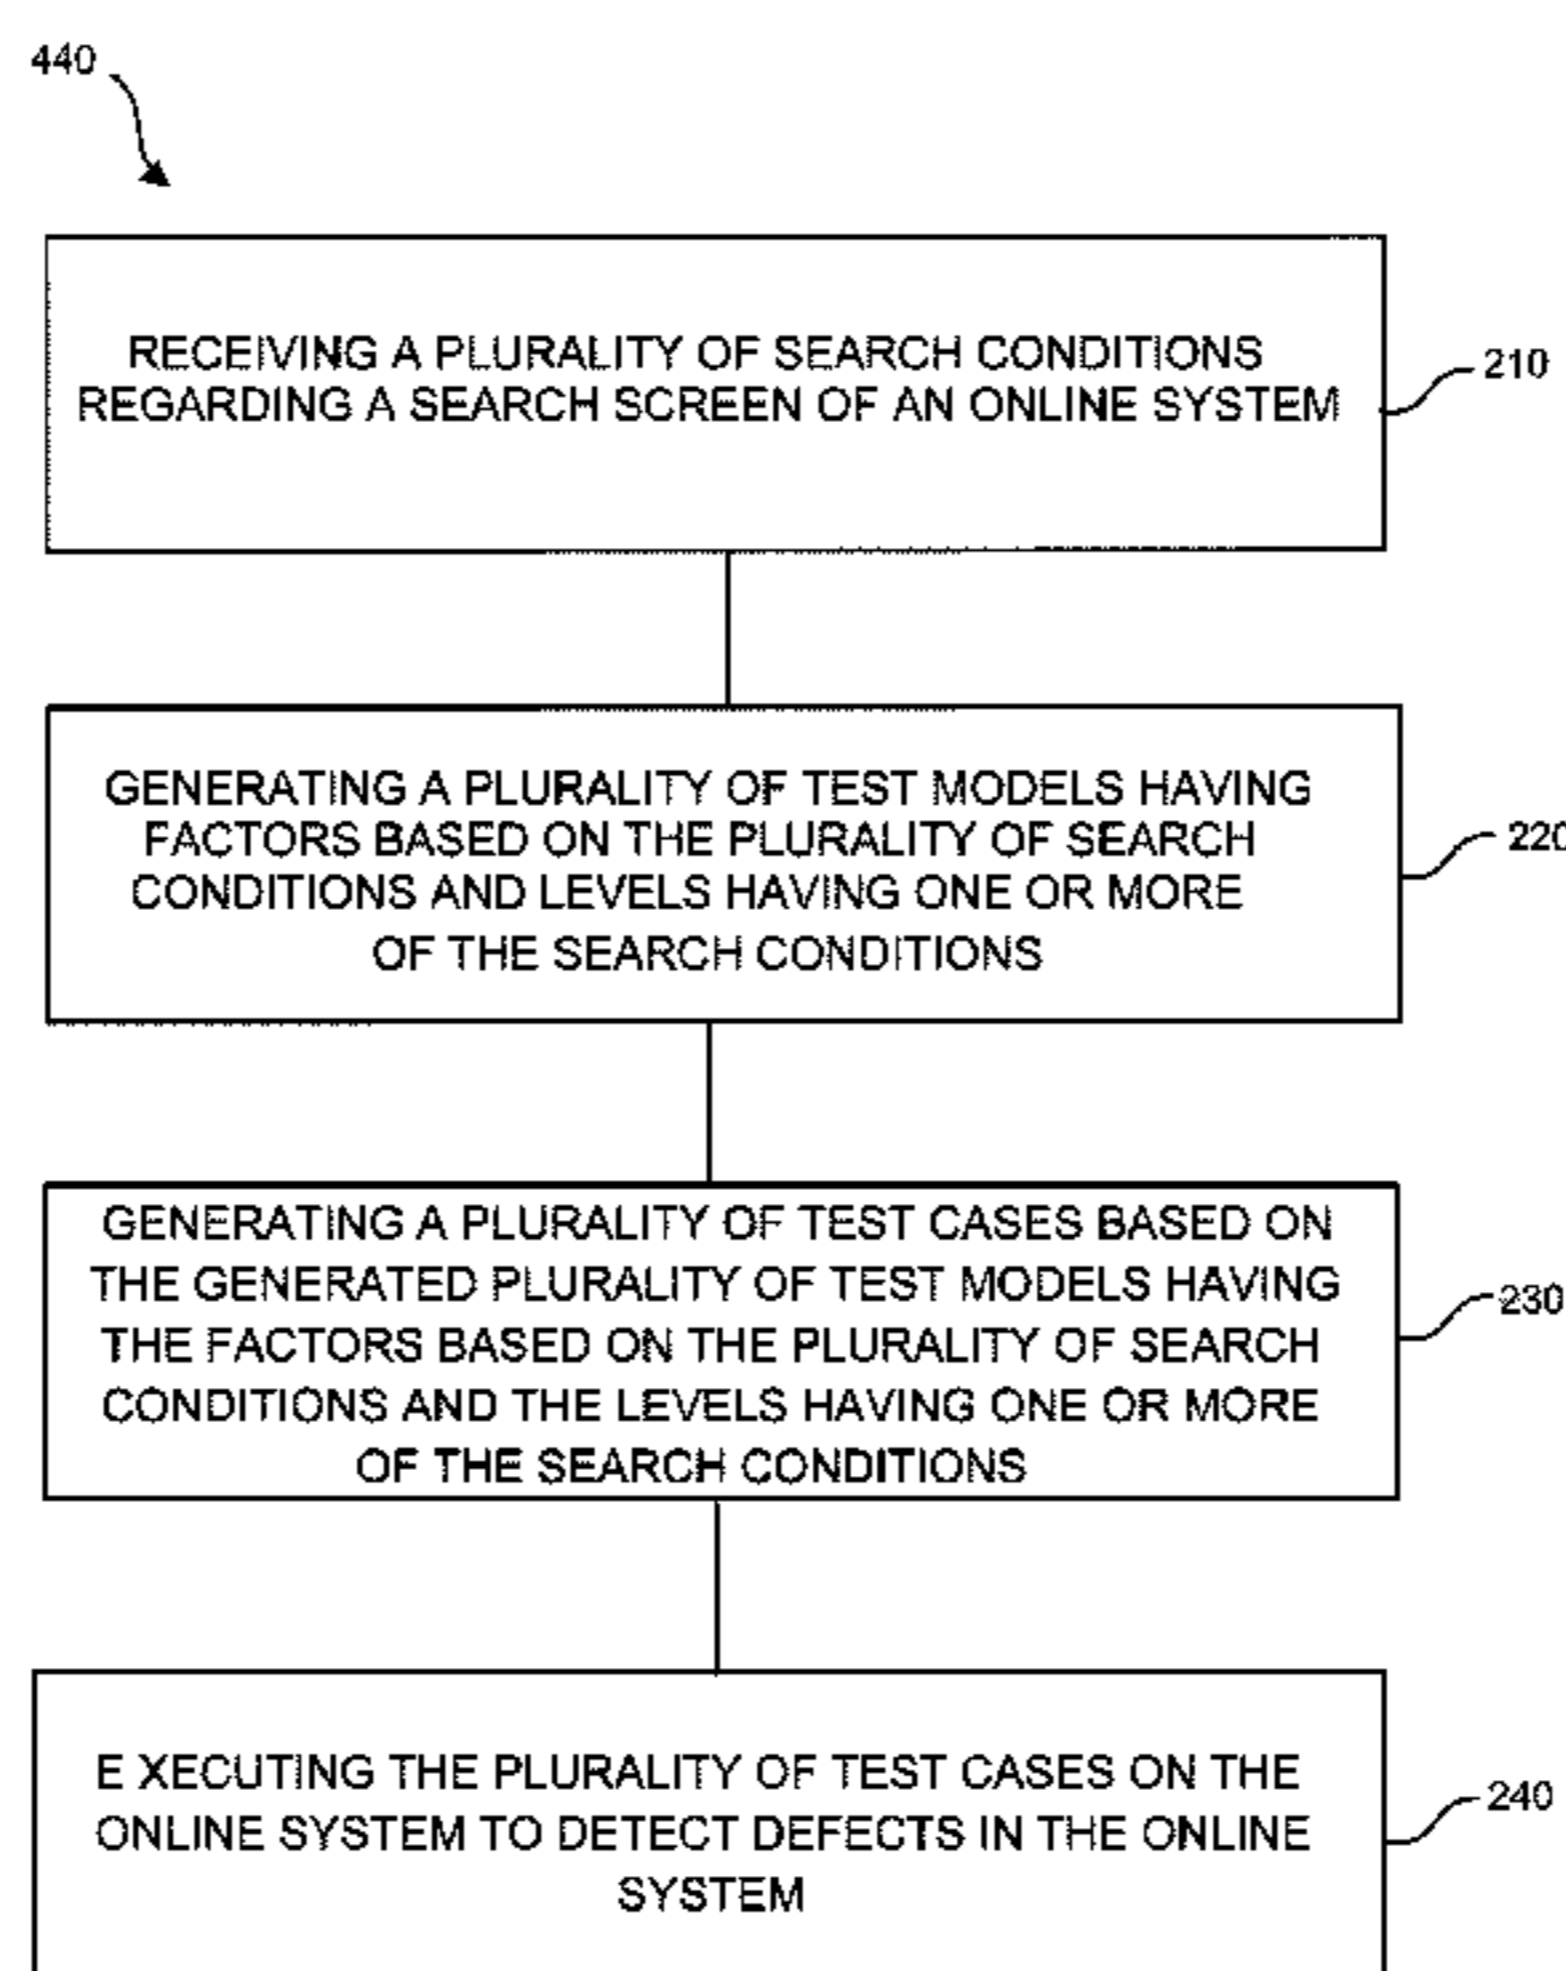 440
RECEIVING A PLURALITY OF SEARCH CONDITIONS
REGARDING A SEARCH SCREEN OF AN ONLINE SYSTEM
210
GENERATING A PLURALITY OF TEST MODELS HAVING
FACTORS BASED ON THE PLURALITY OF SEARCH
CONDITIONS AND LEVELS HAVING ONE OR MORE
OF THE SEARCH CONDITIONS
220
GENERATING A PLURALITY OF TEST CASES BASED ON
THE GENERATED PLURALITY OF TEST MODELS HAVING
THE FACTORS BASED ON THE PLURALITY OF SEARCH
CONDITIONS AND THE LEVELS HAVING ONE OR MORE
OF THE SEARCH CONDITIONS
230
E XECUTING THE PLURALITY OF TEST CASES ON THE
ONLINE SYSTEM TO DETECT DEFECTS IN THE ONLINE
SYSTEM
240